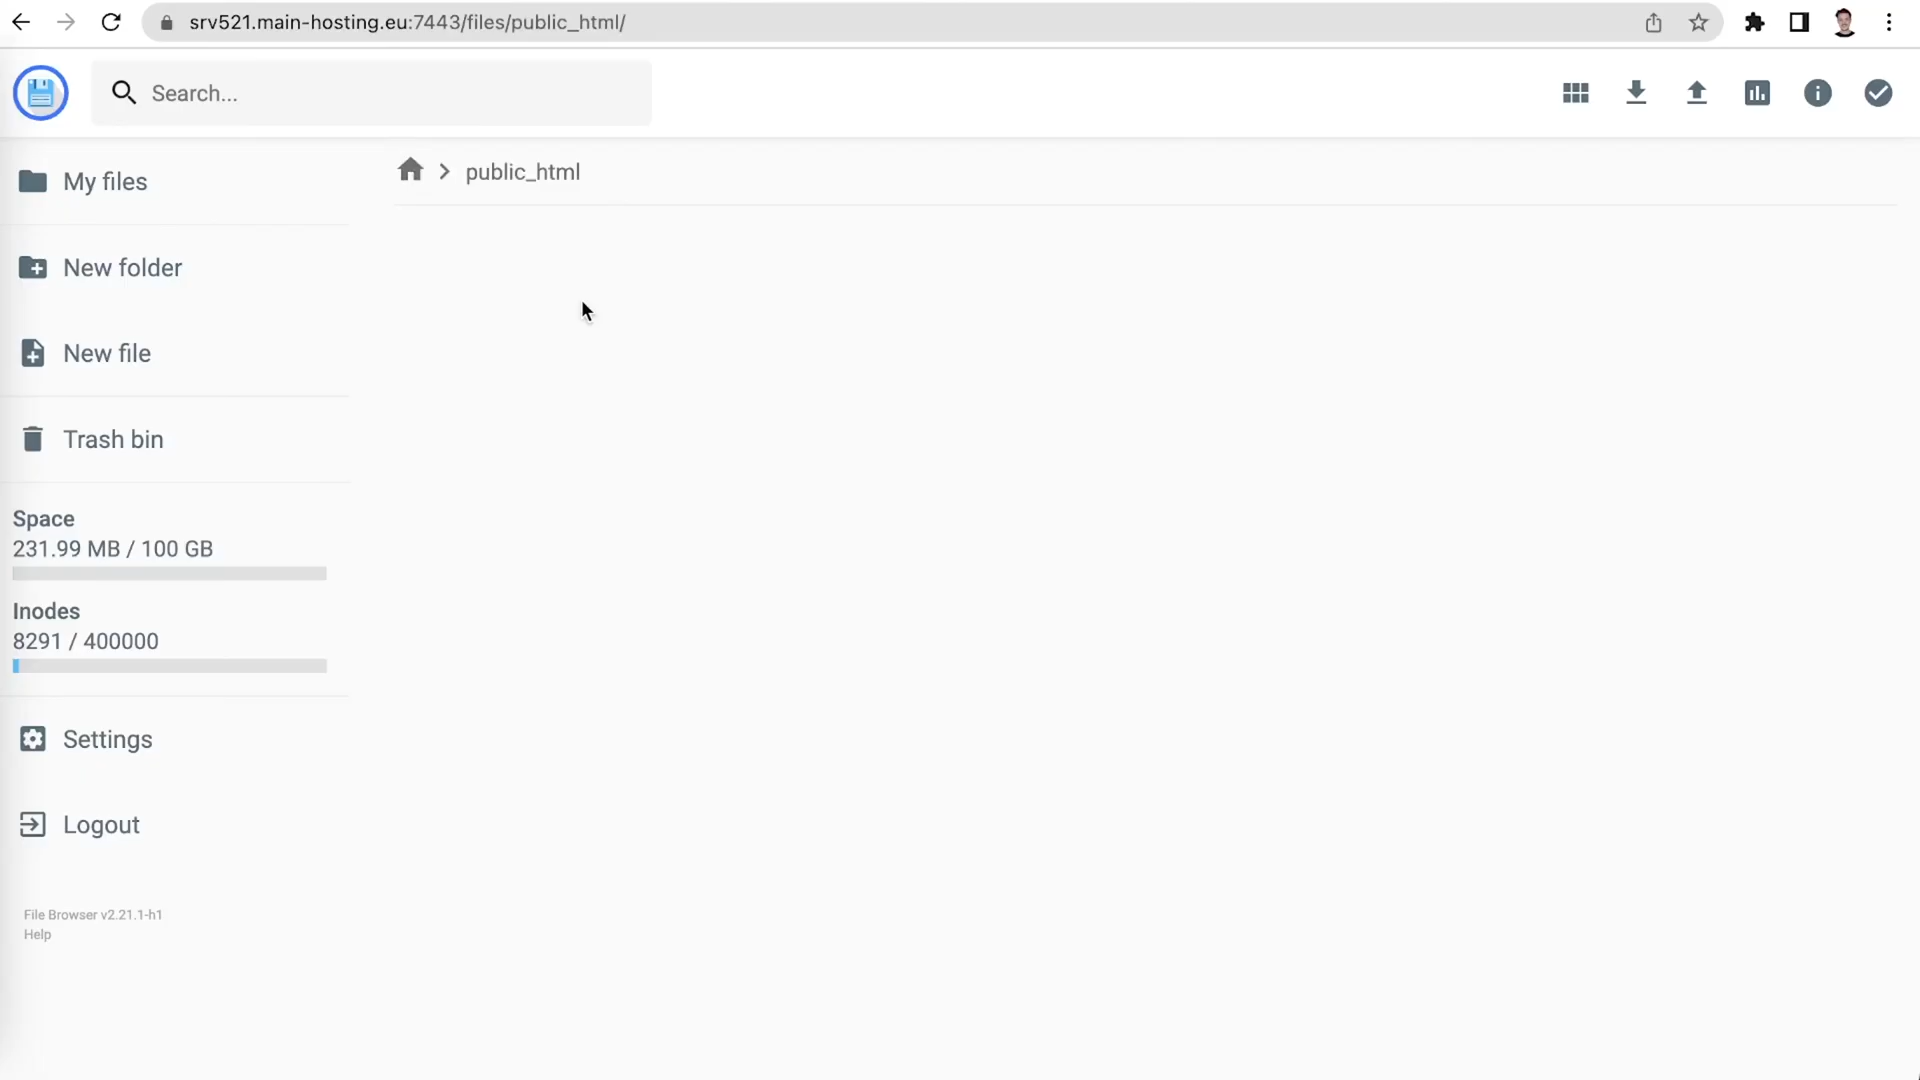 srv521.main-hosting.eu:7443/files/public_html/
Search...
My files
public_html
New folder
New file
Trash bin
Space
231.99 MB / 100 GB
Inodes
8291 / 400000
Settings
Logout
File Browser v2.21.1-h1
Help